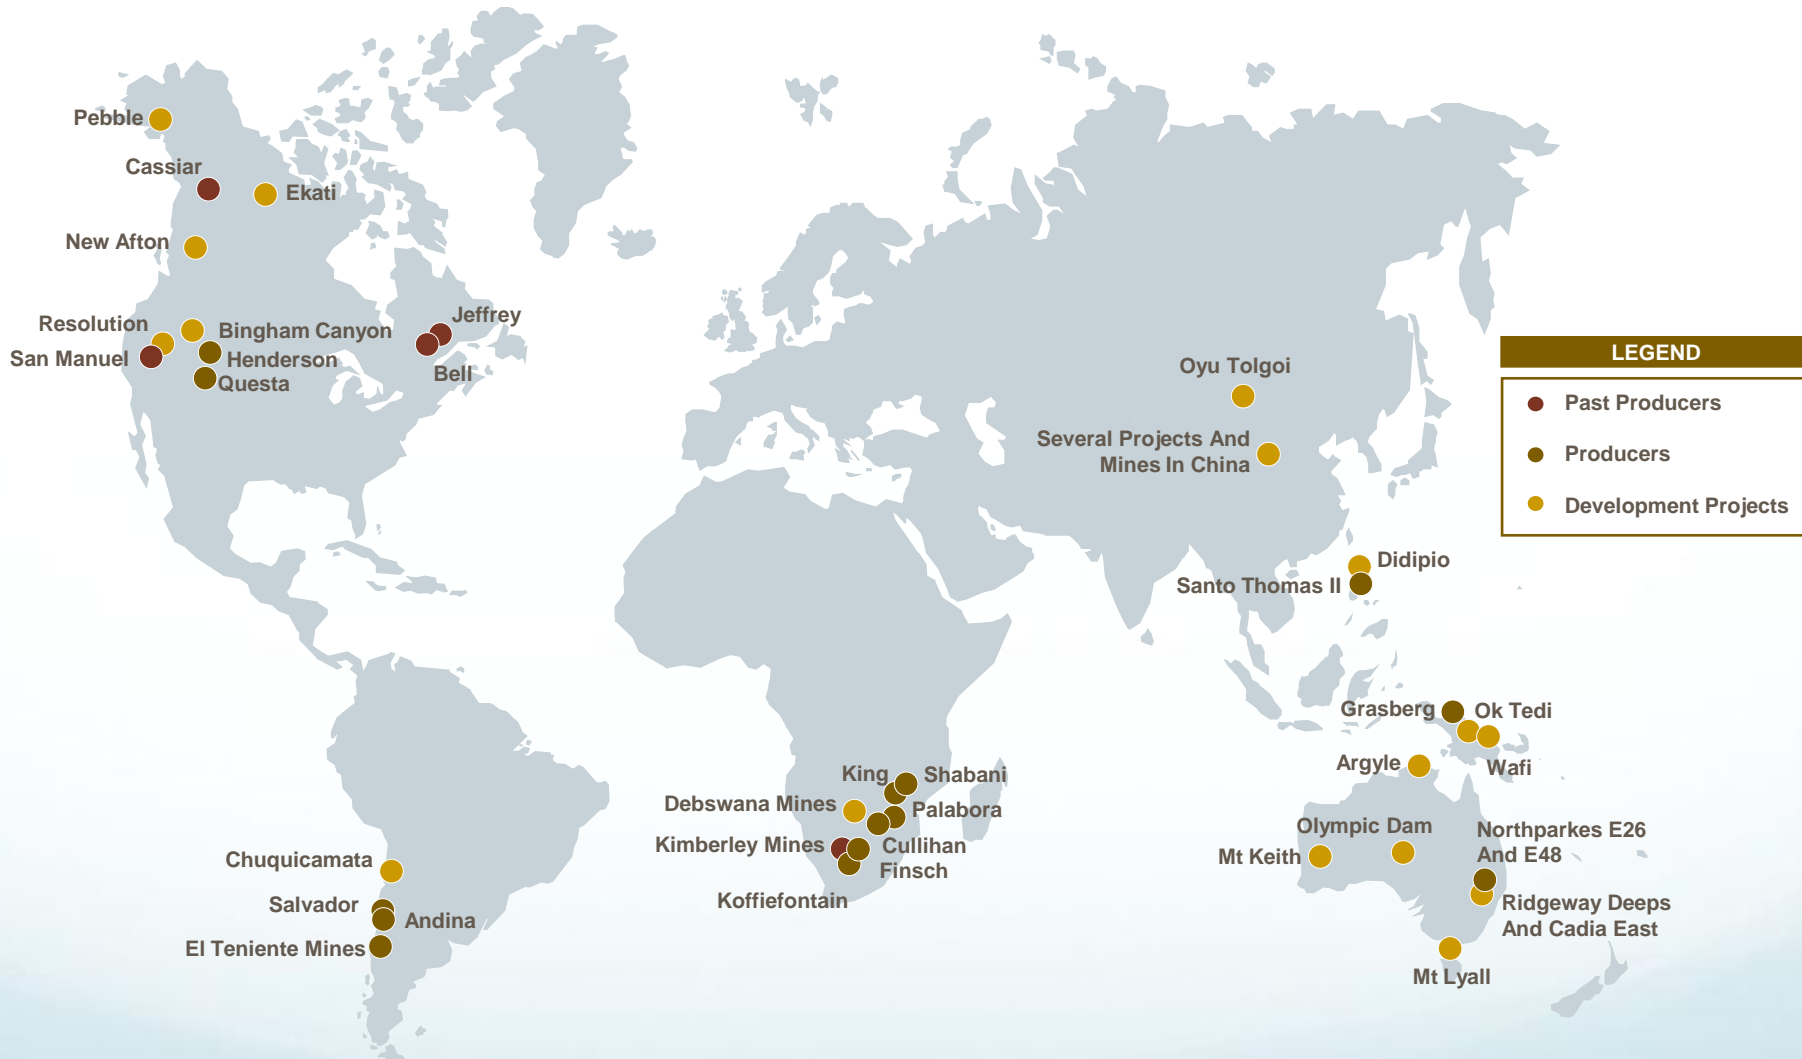 Pebble
Cassiar
Ekati
New Afton
Resolution
Bingham Canyon
San Manuel
Henderson
Questa
Jeffrey
Bell
Oyu Tolgoi
Several Projects And
Mines In China
LEGEND
Past Producers
Producers
Development Projects
Didipio
Santo Thomas II
Grasberg
Ok Tedi
Wafi
Argyle
King
Shabani
Debswana Mines
Palabora
Kimberley Mines
Cullihan
Finsch
Koffiefontain
Olympic Dam
Mt Keith
Northparkes E26
And E48
Ridgeway Deeps
And Cadia East
Mt Lyall
Chuquicamata
Salvador
Andina
El Teniente Mines